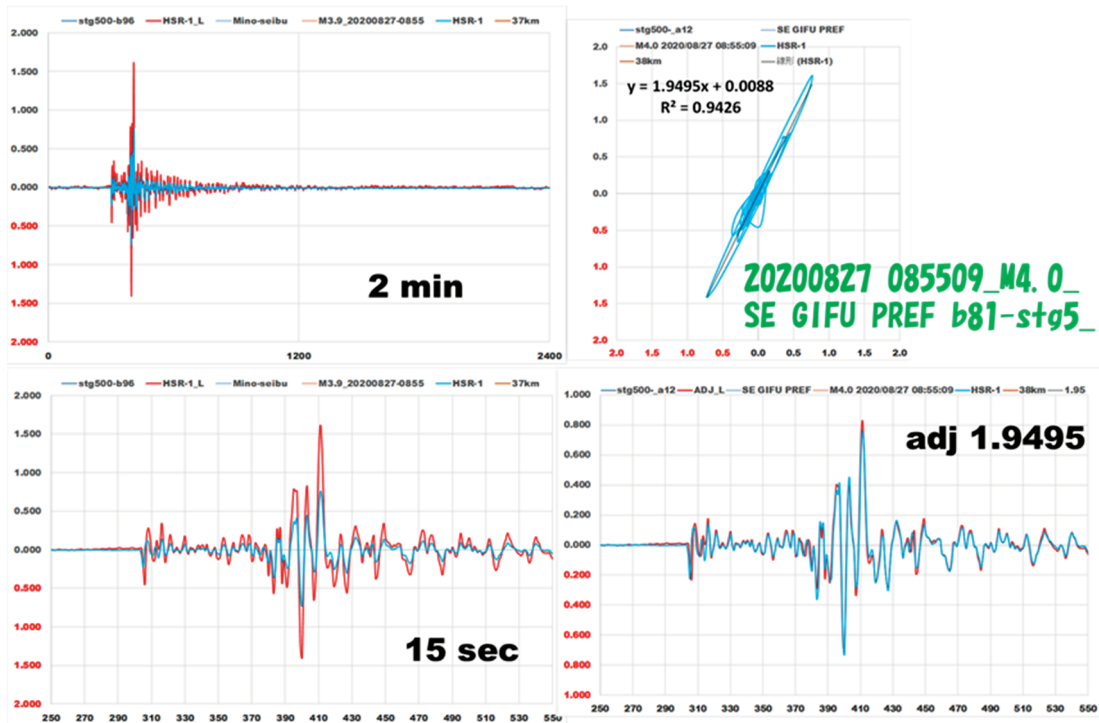 stg500-b96 HSR-1_L Mino-seibu M3.9_20200827-0855 HSR-1 37km
2.000
1.500
1.000
0.500
0.000
0.500
1.000
1.500
2.000
0 1200 2400
2 min
stg500-_a12 SE GIFU PREF
M4.0 2020/08/27 08:55:09 HSR-1
38km 線形 (HSR-1)
y = 1.9495x + 0.0088
R² = 0.9426
2.0
1.5
1.0
0.5
0.0
0.5
1.0
1.5
2.0
2.0 1.5 1.0 0.5 0.0 0.5 1.0 1.5 2.0
20200827 085509_M4.0_
SE GIFU PREF b81-stg5_
stg500-b96 HSR-1_L Mino-seibu M3.9_20200827-0855 HSR-1 37km
2.000
1.500
1.000
0.500
0.000
0.500
1.000
1.500
2.000
250 270 290 310 330 350 370 390 410 430 450 470 490 510 530 550
15 sec
stg500-_a12 ADJ_L SE GIFU PREF M4.0 2020/08/27 08:55:09 HSR-1 38km 1.95
1.000
0.800
0.600
0.400
0.200
0.000
0.200
0.400
0.600
0.800
1.000
250 270 290 310 330 350 370 390 410 430 450 470 490 510 530 550
adj 1.9495